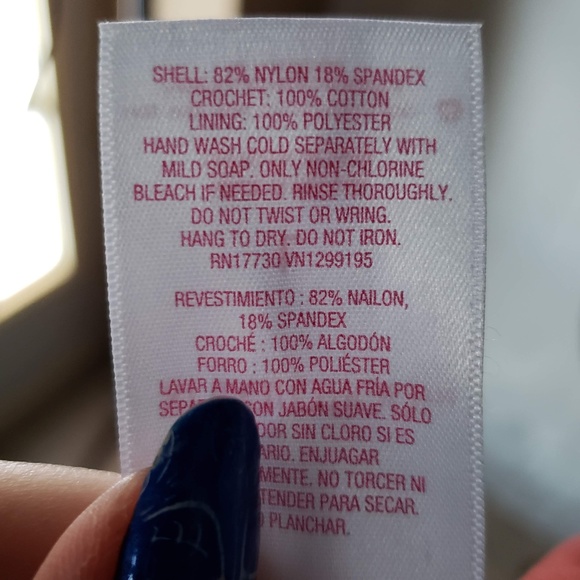 SHELL: 82% NYLON 18% SPANDEX
CROCHET: 100% COTTON
LINING: 100% POLYESTER
HAND WASH COLD SEPARATELY WITH
MILD SOAP. ONLY NON-CHLORINE
BLEACH IF NEEDED. RINSE THOROUGHLY.
DO NOT TWIST OR WRING.
HANG TO DRY. DO NOT IRON.
RN17730 VN1299195
REVESTIMIENTO : 82% NAILON,
18% SPANDEX
CROCHÉ : 100% ALGODÓN
FORRO : 100% POLIÉSTER
LAVAR A MANO CON AGUA FRÍA POR
CON JABÓN SUAVE. SÓLO
SIN CLORO SI ES
ENJUAGAR
NO TORCER NI
PARA SECAR.
PLANCHAR.